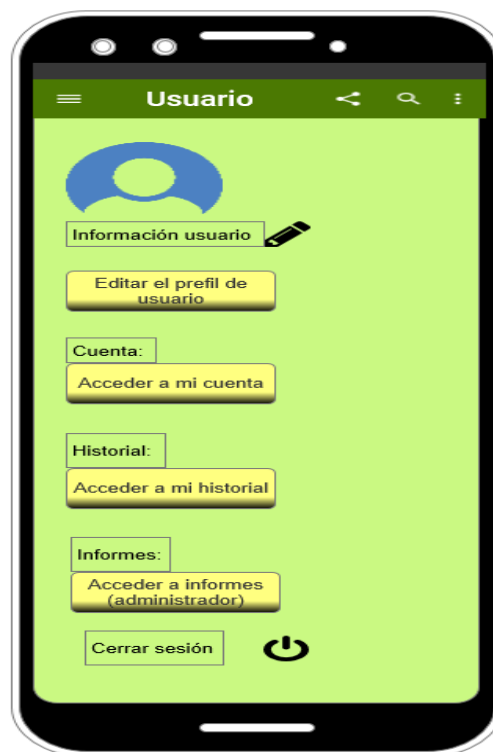 Usuario
Información usuario
Editar el prefil de
usuario
Cuenta:
Acceder a mi cuenta
Historial:
Acceder a mi historial
Informes:
Acceder a informes
(administrador)
Cerrar sesión